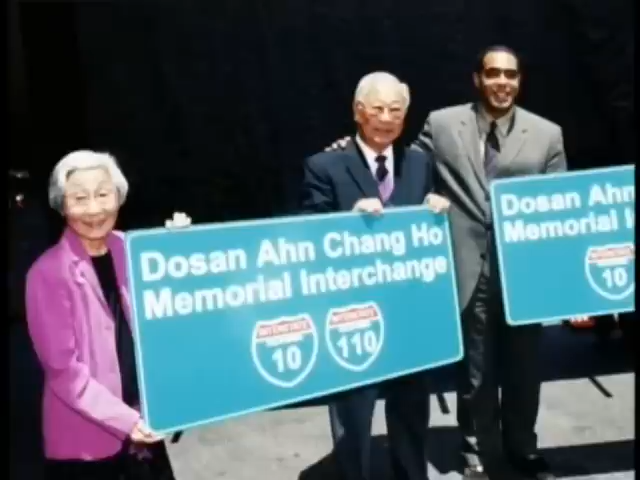 Dosan Ahn Chang Ho
Memorial Interchange
INTERSTATE
10
INTERSTATE
110
Dosan Ahn
Memorial I
INTERSTATE
10